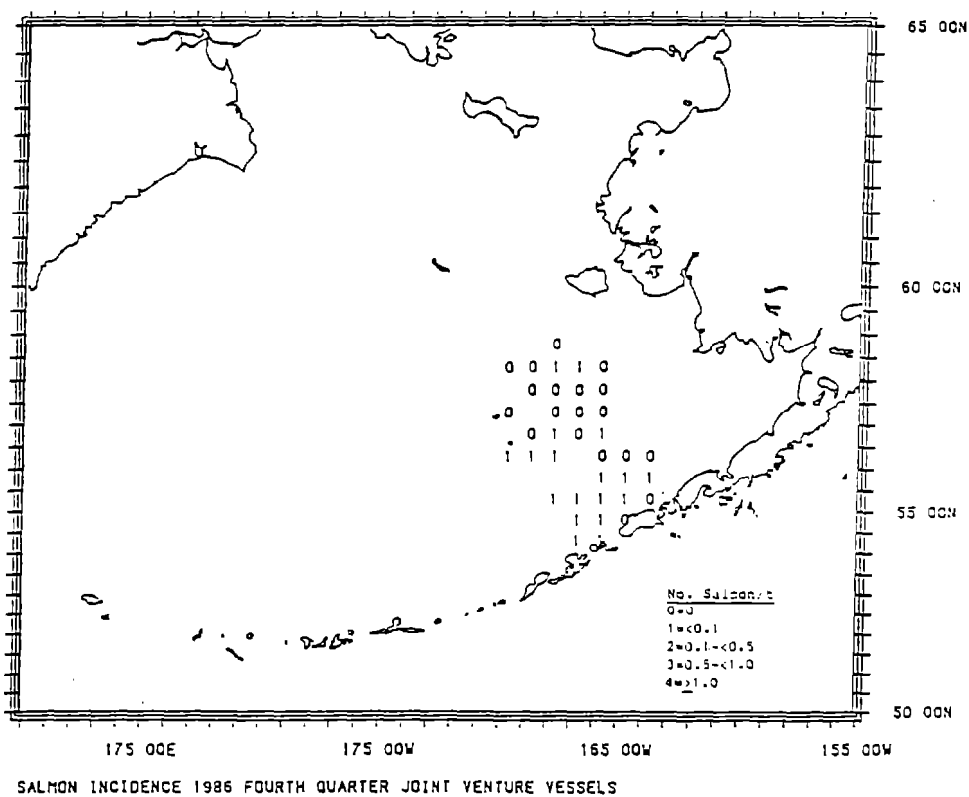 65 00N
60 00N
0
0 0 1 1 0
0 0 0 0
0 0 0 0
0 1 0 1
1 1 1 0 0 0
1 1 1
1 1 1 1 0
55 00N
1 1 0
1 1
No. Salmon/t
0=0
1=<0.1
2=0.1-<0.5
3=0.5-<1.0
4=≥1.0
50 00N
175 00E 175 00W 165 00W 155 00W
SALMON INCIDENCE 1986 FOURTH QUARTER JOINT VENTURE VESSELS